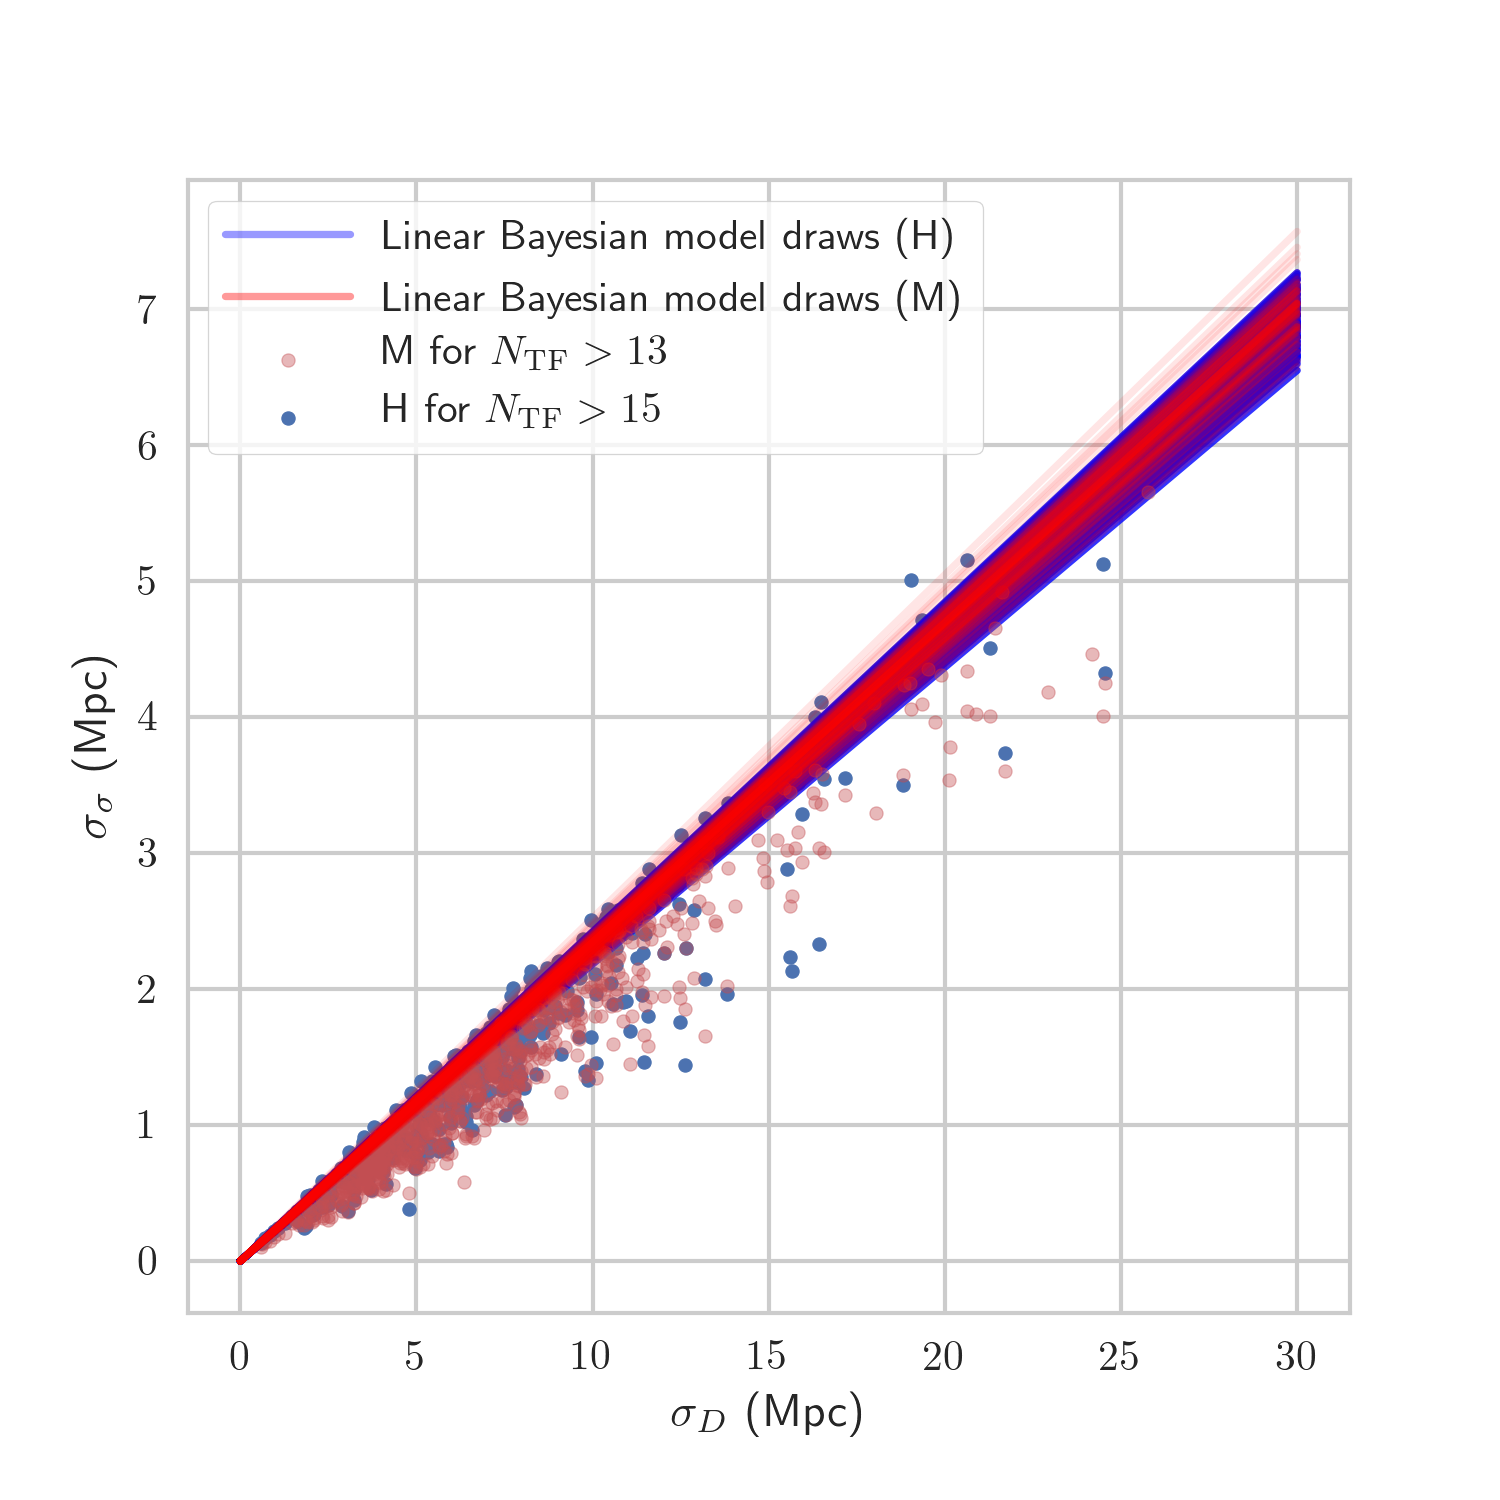 Linear Bayesian model draws (H)
Linear Bayesian model draws (M)
M for N_TF > 13
H for N_TF > 15
7
6
5
4
3
2
1
0
σ_σ (Mpc)
0 5 10 15 20 25 30
σ_D (Mpc)